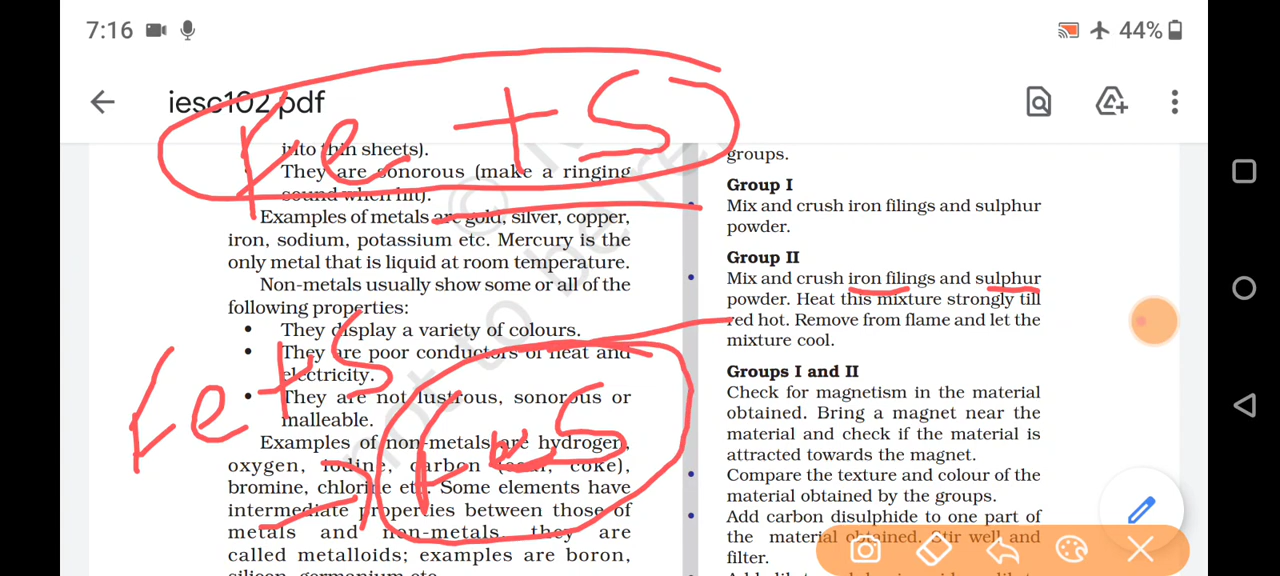 7:16
44%
iesc102.pdf
Fe + S
into thin sheets).
They are sonorous (make a ringing
sound when hit).
Examples of metals are gold, silver, copper,
iron, sodium, potassium etc. Mercury is the
only metal that is liquid at room temperature.
Non-metals usually show some or all of the
following properties:
• They display a variety of colours.
• They are poor conductors of heat and
electricity.
• They are not lustrous, sonorous or
malleable.
Examples of non-metals are hydrogen,
oxygen, iodine, carbon (coal, coke),
bromine, chlorine etc. Some elements have
intermediate properties between those of
metals and non-metals, they are
called metalloids; examples are boron,
silicon, germanium etc.
Fe + S
FeS
groups.
Group I
Mix and crush iron filings and sulphur
powder.
Group II
• Mix and crush iron filings and sulphur
powder. Heat this mixture strongly till
red hot. Remove from flame and let the
mixture cool.
Groups I and II
Check for magnetism in the material
obtained. Bring a magnet near the
material and check if the material is
attracted towards the magnet.
• Compare the texture and colour of the
material obtained by the groups.
• Add carbon disulphide to one part of
the material obtained. Stir well and
filter.